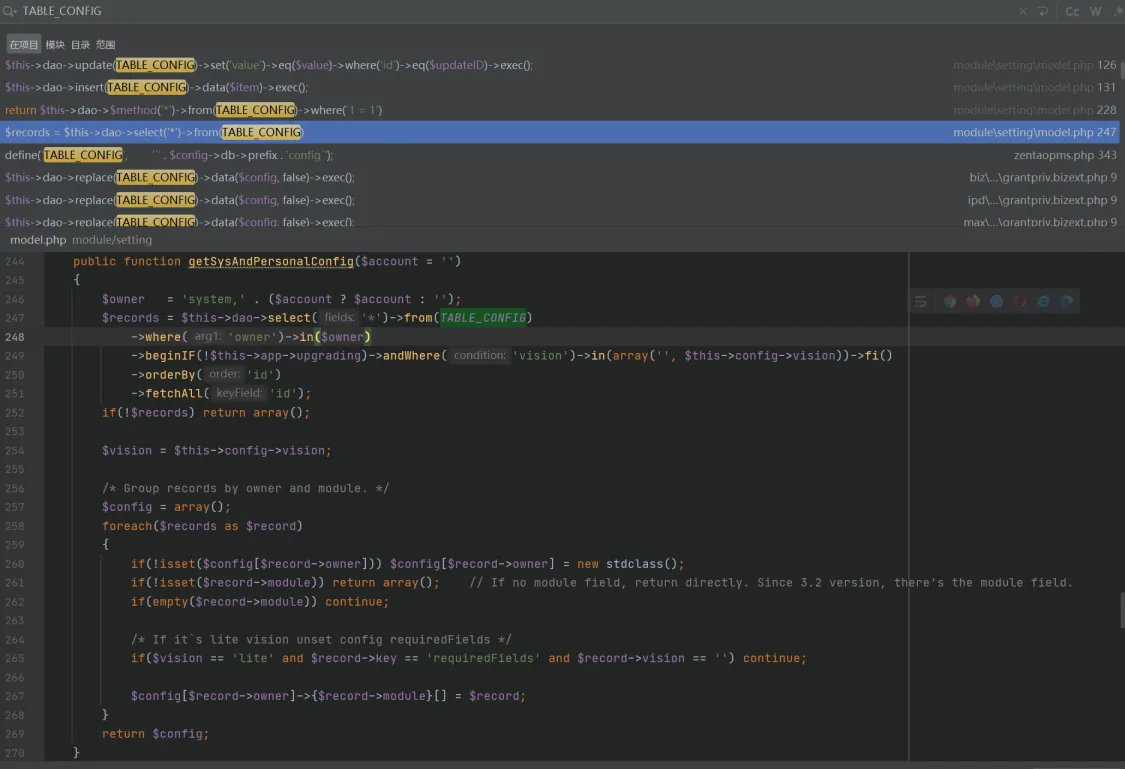 TABLE_CONFIG
Cc W
在项目 模块 目录 范围
$this->dao->update(TABLE_CONFIG)->set('value')->eq($value)->where('id')->eq($updateID)->exec(); module\setting\model.php 126
$this->dao->insert(TABLE_CONFIG)->data($item)->exec(); module\setting\model.php 131
return $this->dao->$method('*')->from(TABLE_CONFIG)->where('1 = 1') module\setting\model.php 228
$records = $this->dao->select('*')->from(TABLE_CONFIG) module\setting\model.php 247
define('TABLE_CONFIG', '`' . $config->db->prefix . 'config`'); zentaopms.php 343
$this->dao->replace(TABLE_CONFIG)->data($config, false)->exec(); biz\...\grantpriv.bizext.php 9
$this->dao->replace(TABLE_CONFIG)->data($config, false)->exec(); ipd\...\grantpriv.bizext.php 9
$this->dao->replace(TABLE_CONFIG)->data($config, false)->exec(); max\...\grantpriv.bizext.php 9
model.php module/setting
244 public function getSysAndPersonalConfig($account = '')
245 {
246 $owner = 'system,' . ($account ? $account : '');
247 $records = $this->dao->select( fields: '*')->from(TABLE_CONFIG)
248 ->where( arg1: 'owner')->in($owner)
249 ->beginIF(!$this->app->upgrading)->andWhere( condition: 'vision')->in(array('', $this->config->vision))->fi()
250 ->orderBy( order: 'id')
251 ->fetchAll( keyField: 'id');
252 if(!$records) return array();
253
254 $vision = $this->config->vision;
255
256 /* Group records by owner and module. */
257 $config = array();
258 foreach($records as $record)
259 {
260 if(!isset($config[$record->owner])) $config[$record->owner] = new stdclass();
261 if(!isset($record->module)) return array(); // If no module field, return directly. Since 3.2 version, there's the module field.
262 if(empty($record->module)) continue;
263
264 /* If it`s lite vision unset config requiredFields */
265 if($vision == 'lite' and $record->key == 'requiredFields' and $record->vision == '') continue;
266
267 $config[$record->owner]->{$record->module}[] = $record;
268 }
269 return $config;
270 }